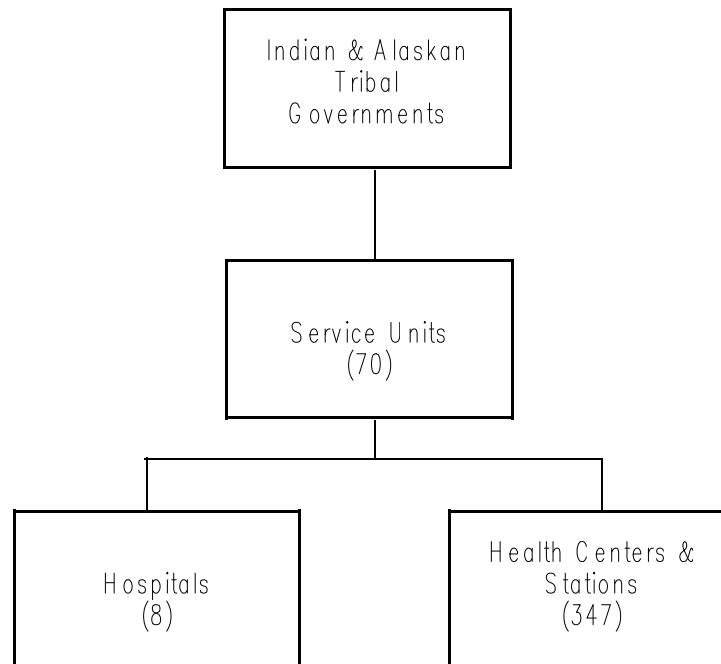 Indian & Alaskan
Tribal
Governments
Service Units
(70)
Hospitals
(8)
Health Centers &
Stations
(347)